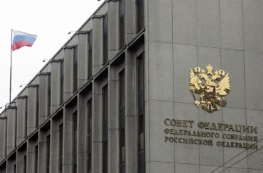 СОВЕТ ФЕДЕРАЦИИ
ФЕДЕРАЛЬНОГО СОБРАНИЯ
РОССИЙСКОЙ ФЕДЕРАЦИИ